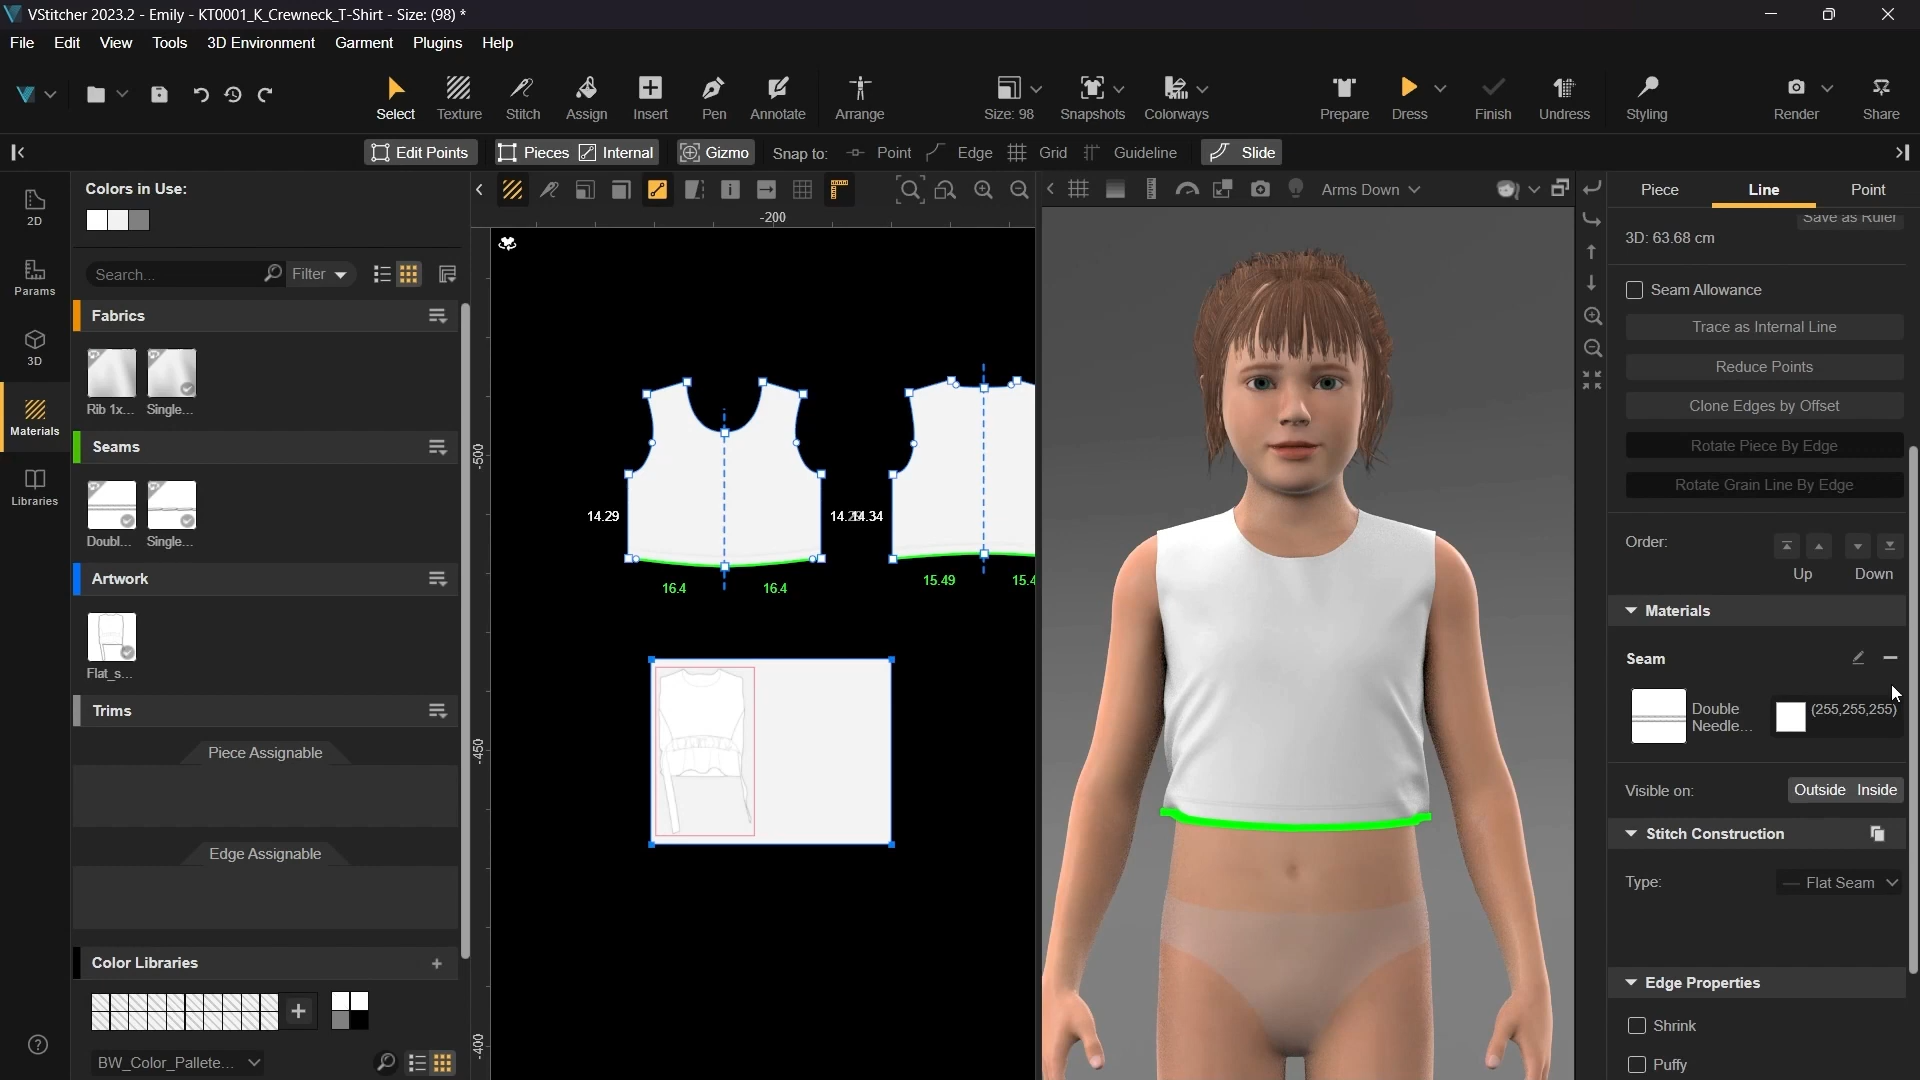 VStitcher 2023.2 - Emily - KT0001_K_Crewneck_T-Shirt - Size: (98) *
File Edit View Tools 3D Environment Garment Plugins Help
Select Texture Stitch Assign Insert Pen Annotate Arrange Size: 98 Snapshots Colorways Prepare Dress Finish Undress Styling Render Share
Edit Points Pieces Internal Gizmo Snap to: Point Edge Grid Guideline Slide
2D
Params
3D
Materials
Libraries
Colors in Use:
Search... Filter
Fabrics
Rib 1x... Single...
Seams
Doubl... Single...
Artwork
Flat_s...
Trims
Piece Assignable
Edge Assignable
Color Libraries
BW_Color_Pallete...
-200
-500
-450
-400
14.29
14.34
16.4 16.4
15.49 15.4
Arms Down
Piece Line Point
Save as Ruler
3D: 63.68 cm
Seam Allowance
Trace as Internal Line
Reduce Points
Clone Edges by Offset
Rotate Piece By Edge
Rotate Grain Line By Edge
Order:
Up Down
Materials
Seam
Double
Needle...
(255,255,255)
Visible on: Outside Inside
Stitch Construction
Type: Flat Seam
Edge Properties
Shrink
Puffy